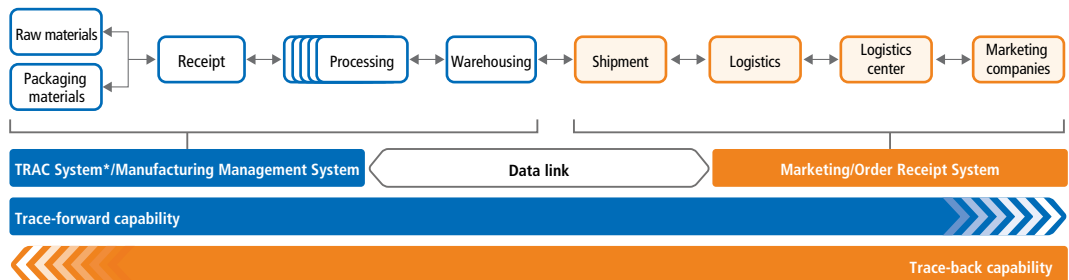 Raw materials
Packaging
materials
Receipt
Processing
Warehousing
Shipment
Logistics
Logistics
center
Marketing
companies
TRAC System*/Manufacturing Management System
Data link
Marketing/Order Receipt System
Trace-forward capability
Trace-back capability